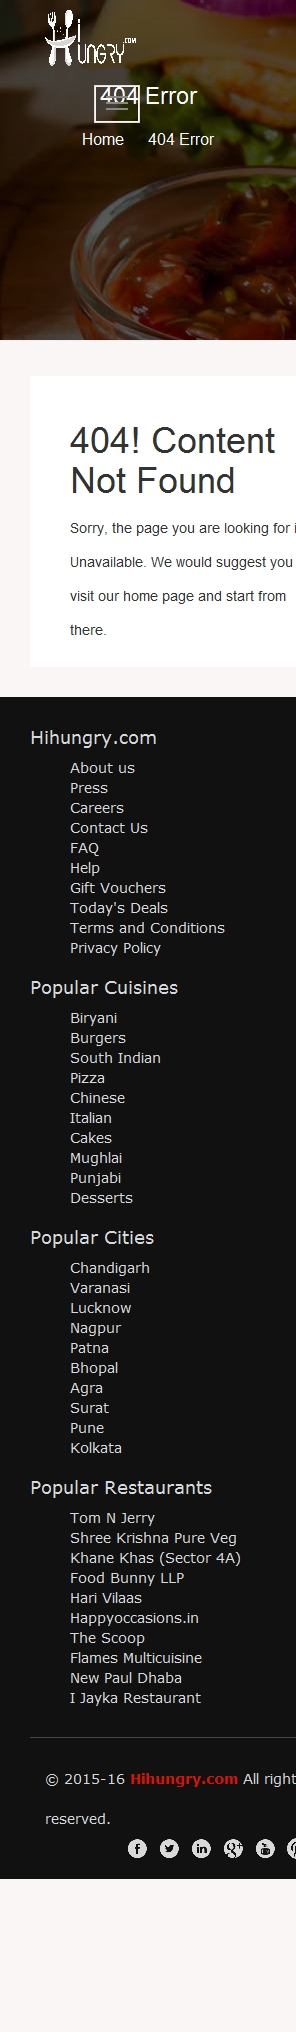 Hi
UNGRY.COM
404 Error
Home 404 Error
404! Content
Not Found
Sorry, the page you are looking for i
Unavailable. We would suggest you
visit our home page and start from
there.
Hihungry.com
About us
Press
Careers
Contact Us
FAQ
Help
Gift Vouchers
Today's Deals
Terms and Conditions
Privacy Policy
Popular Cuisines
Biryani
Burgers
South Indian
Pizza
Chinese
Italian
Cakes
Mughlai
Punjabi
Desserts
Popular Cities
Chandigarh
Varanasi
Lucknow
Nagpur
Patna
Bhopal
Agra
Surat
Pune
Kolkata
Popular Restaurants
Tom N Jerry
Shree Krishna Pure Veg
Khane Khas (Sector 4A)
Food Bunny LLP
Hari Vilaas
Happyoccasions.in
The Scoop
Flames Multicuisine
New Paul Dhaba
I Jayka Restaurant
© 2015-16 Hihungry.com All right
reserved.